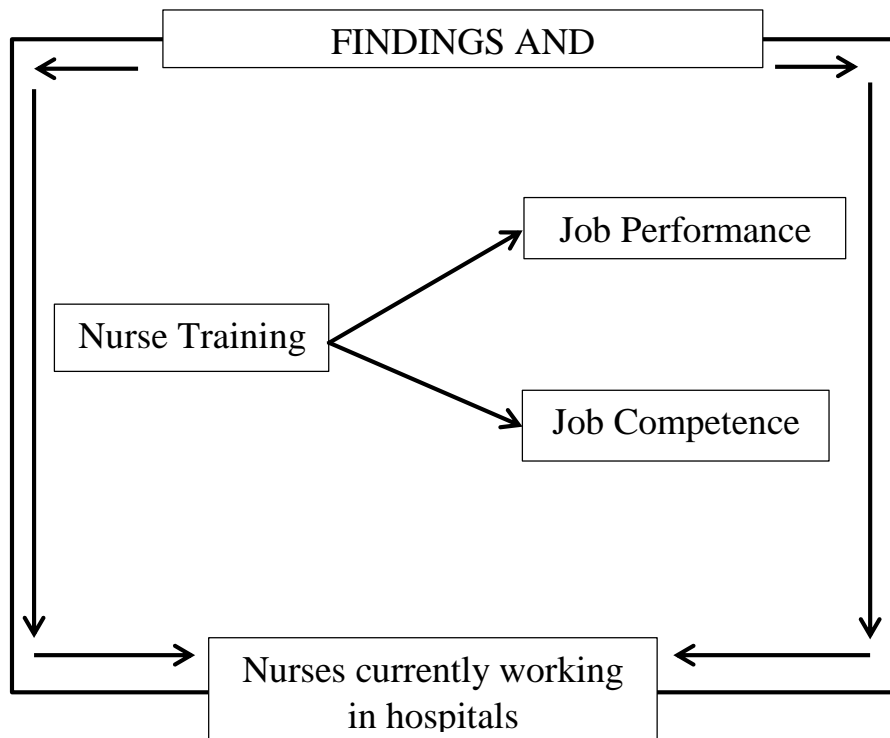 FINDINGS AND
Job Performance
Nurse Training
Job Competence
Nurses currently working
in hospitals